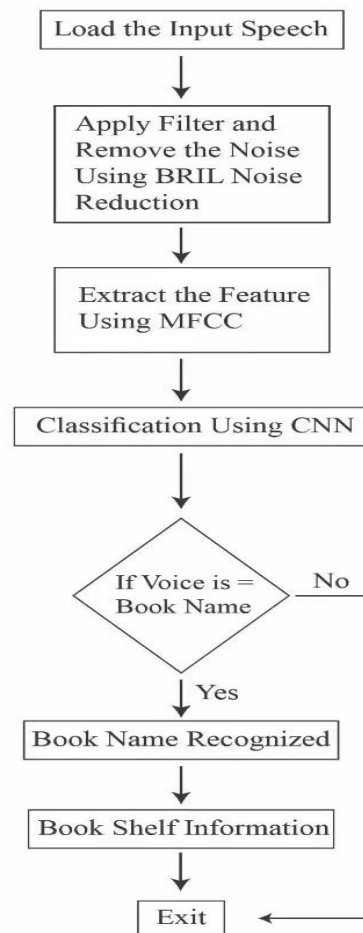 Load the Input Speech
Apply Filter and
Remove the Noise
Using BRIL Noise
Reduction
Extract the Feature
Using MFCC
Classification Using CNN
If Voice is =
Book Name
No
Yes
Book Name Recognized
Book Shelf Information
Exit